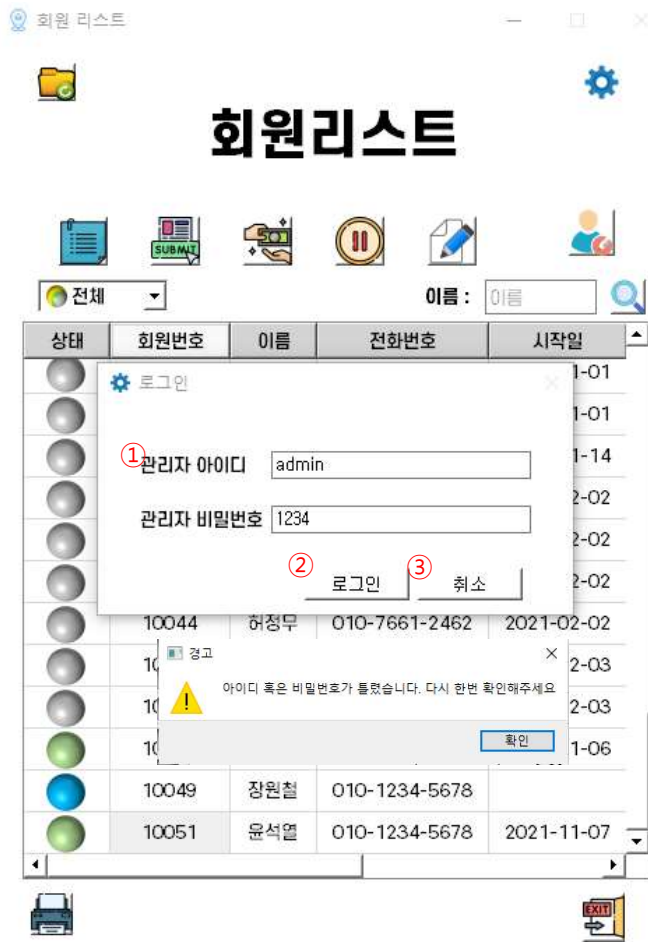 회원 리스트
회원리스트
SUBMIT
전체 이름 : 이름
상태 회원번호 이름 전화번호 시작일
1-01
로그인
1-01
① 관리자 아이디 admin 1-14
2-02
관리자 비밀번호 1234
2-02
② 로그인 ③ 취소 2-02
10044 허정무 010-7661-2462 2021-02-02
경고
10 2-03
아이디 혹은 비밀번호가 틀렸습니다. 다시 한번 확인해주세요
10 2-03
확인
10 1-06
10049 장원철 010-1234-5678
10051 윤석열 010-1234-5678 2021-11-07
EXIT